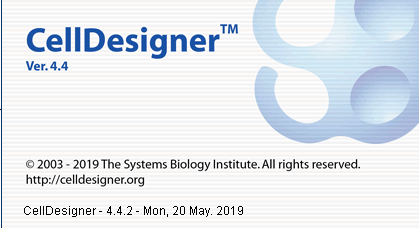 CellDesigner™
Ver. 4.4
© 2003 - 2019 The Systems Biology Institute. All rights reserved.
http://celldesigner.org
CellDesigner - 4.4.2 - Mon, 20 May. 2019